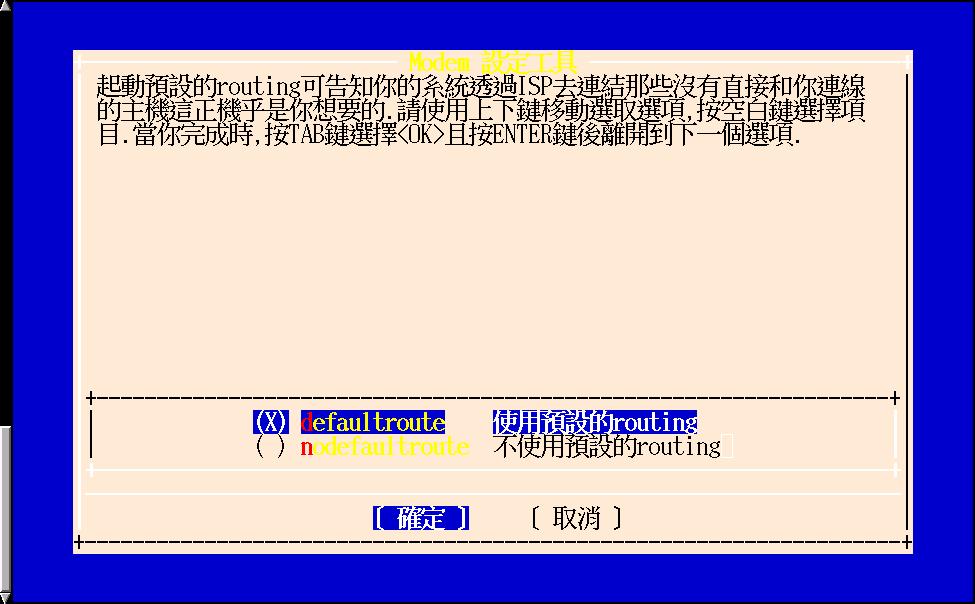 Modem 設定工具
起動預設的routing可告知你的系統透過ISP去連結那些沒有直接和你連線
的主機這正機乎是你想要的.請使用上下鍵移動選取選項,按空白鍵選擇項
目.當你完成時,按TAB鍵選擇<OK>且按ENTER鍵後離開到下一個選項.
(X) defaultroute 使用預設的routing
( ) nodefaultroute 不使用預設的routing
[ 確定 ] [ 取消 ]